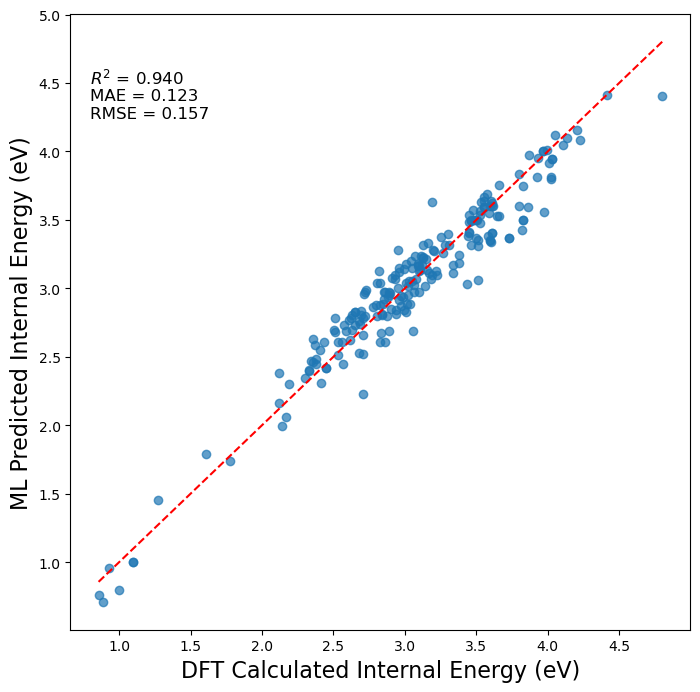 5.0
4.5
4.0
3.5
3.0
2.5
2.0
1.5
1.0
ML Predicted Internal Energy (eV)
R² = 0.940
MAE = 0.123
RMSE = 0.157
1.0 1.5 2.0 2.5 3.0 3.5 4.0 4.5
DFT Calculated Internal Energy (eV)